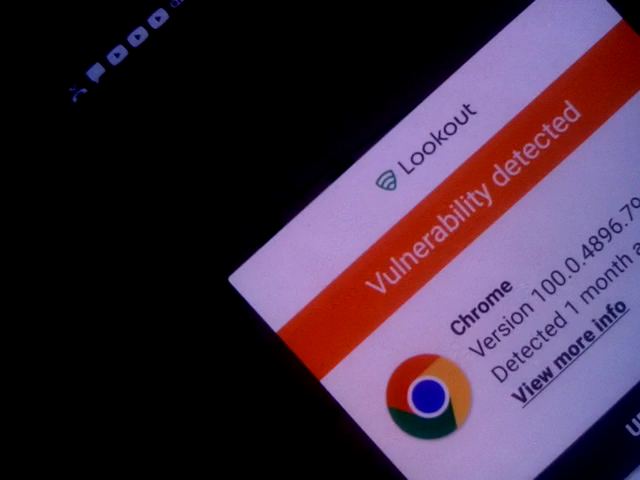 Lookout
Vulnerability detected
Chrome
Version 100.0.4896.79
Detected 1 month
View more info